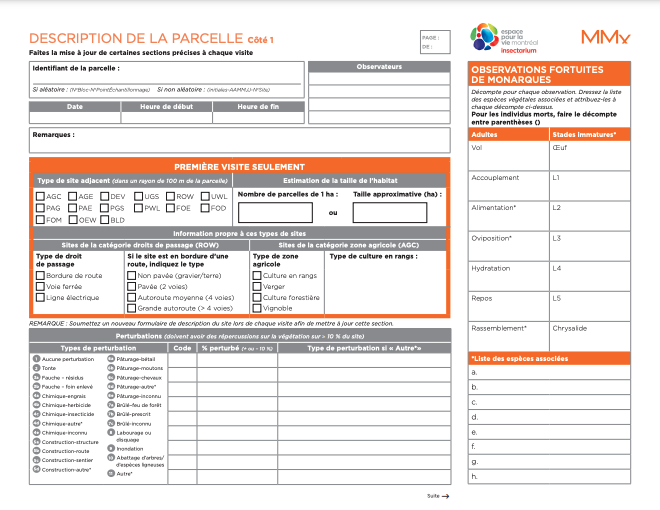 DESCRIPTION DE LA PARCELLE Côté 1
Faites la mise à jour de certaines sections précises à chaque visite
PAGE :
DE :
espace
pour la
vie montréal
Insectarium
MMx
Identifiant de la parcelle :
Si aléatoire : (NºBloc-NºPointÉchantillonnage) Si non aléatoire : (Initiales-AAMMJJ-NºSite)
Observateurs
Date
Heure de début
Heure de fin
Remarques :
PREMIÈRE VISITE SEULEMENT
Type de site adjacent (dans un rayon de 100 m de la parcelle)
Estimation de la taille de l'habitat
AGC AGE DEV UGS ROW UWL
PAG PAE PGS PWL FOE FOD
FOM OEW BLD
Nombre de parcelles de 1 ha :
ou
Taille approximative (ha) :
Information propre à ces types de sites
Sites de la catégorie droits de passage (ROW)
Sites de la catégorie zone agricole (AGC)
Type de droit
de passage
Bordure de route
Voie ferrée
Ligne électrique
Si le site est en bordure d'une
route, indiquez le type
Non pavée (gravier/terre)
Pavée (2 voies)
Autoroute moyenne (4 voies)
Grande autoroute (> 4 voies)
Type de zone
agricole
Culture en rangs
Verger
Culture forestière
Vignoble
Type de culture en rangs :
REMARQUE : Soumettez un nouveau formulaire de description du site lors de chaque visite afin de mettre à jour cette section.
Perturbations (doivent avoir des répercussions sur la végétation sur > 10 % du site)
Types de perturbation
Code
% perturbé (= ou > 10 %)
Type de perturbation si « Autre*»
1 Aucune perturbation
2 Tonte
Fauche – résidus
Fauche – foin enlevé
Chimique-engrais
Chimique-herbicide
Chimique-insecticide
Chimique-autre*
Chimique-inconnu
Construction-structure
Construction-route
Construction-sentier
Construction-autre*
Pâturage-bétail
Pâturage-moutons
Pâturage-chevaux
Pâturage-autre*
Pâturage-inconnu
Brûlé-feu de forêt
Brûlé-prescrit
Brûlé-inconnu
Labourage ou
disquage
Inondation
Abattage d'arbres/
d'espèces ligneuses
Autre*
Suite
OBSERVATIONS FORTUITES
DE MONARQUES
Décompte pour chaque observation. Dressez la liste
des espèces végétales associées et attribuez-les à
chaque décompte ci-dessus.
Pour les individus morts, faire le décompte
entre parenthèses ()
Adultes
Stades immatures*
Vol
Œuf
Accouplement
L1
Alimentation*
L2
Oviposition*
L3
Hydratation
L4
Repos
L5
Rassemblement*
Chrysalide
*Liste des espèces associées
a.
b.
c.
d.
e.
f.
g.
h.